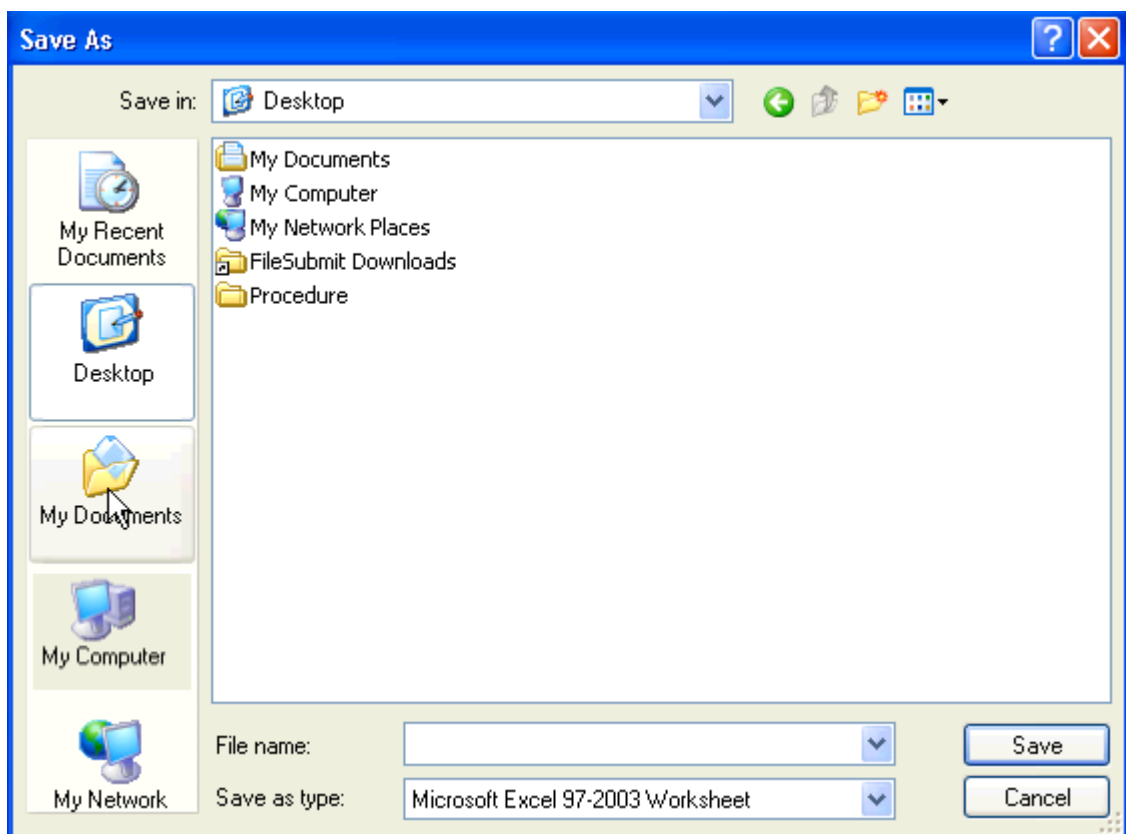 Save As
Save in:
Desktop
My Documents
My Computer
My Network Places
FileSubmit Downloads
Procedure
My Recent
Documents
Desktop
My Documents
My Computer
My Network
File name:
Save
Save as type:
Microsoft Excel 97-2003 Worksheet
Cancel